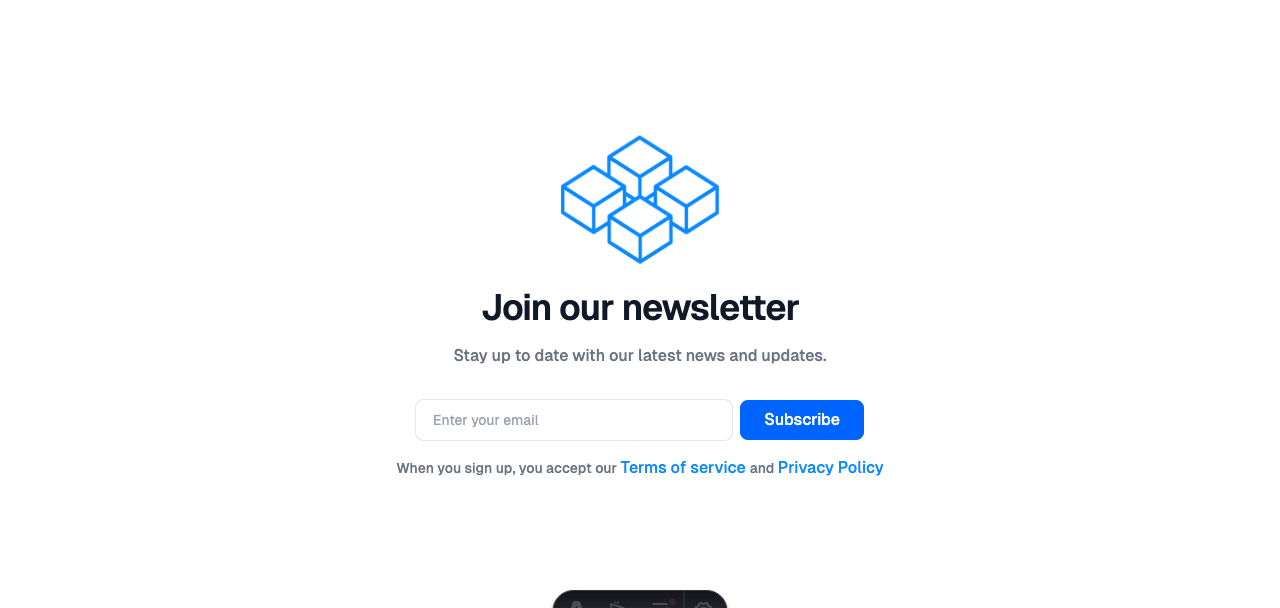 Join our newsletter
Stay up to date with our latest news and updates.
Enter your email
Subscribe
When you sign up, you accept our Terms of service and Privacy Policy